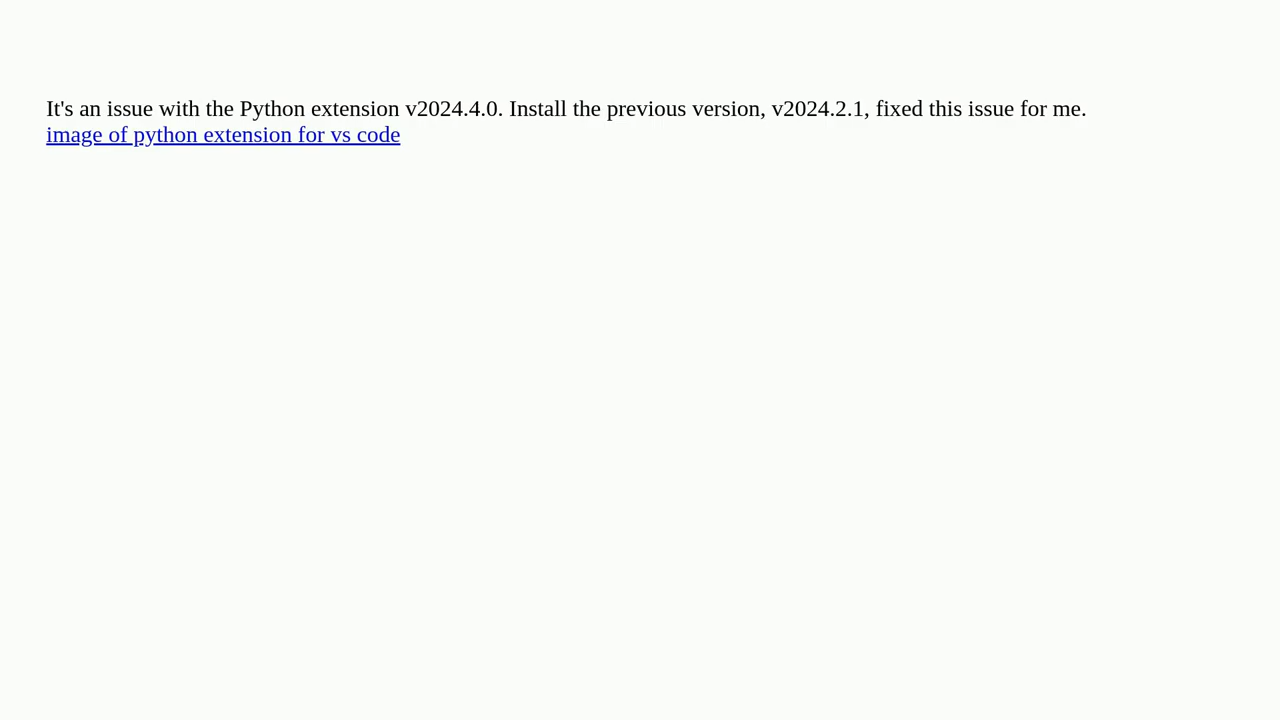 It's an issue with the Python extension v2024.4.0. Install the previous version, v2024.2.1, fixed this issue for me.
image of python extension for vs code